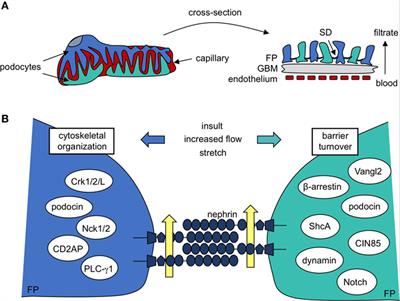 (A)
cross-section
podocytes
capillary
SD
FP
GBM
endothelium
filtrate
blood
(B)
cytoskeletal
organization
insult
increased flow
stretch
barrier
turnover
Crk1/2/L
podocin
Nck1/2
CD2AP
PLC-γ1
nephrin
Vangl2
β-arrestin
podocin
ShcA
CIN85
dynamin
Notch
FP
FP